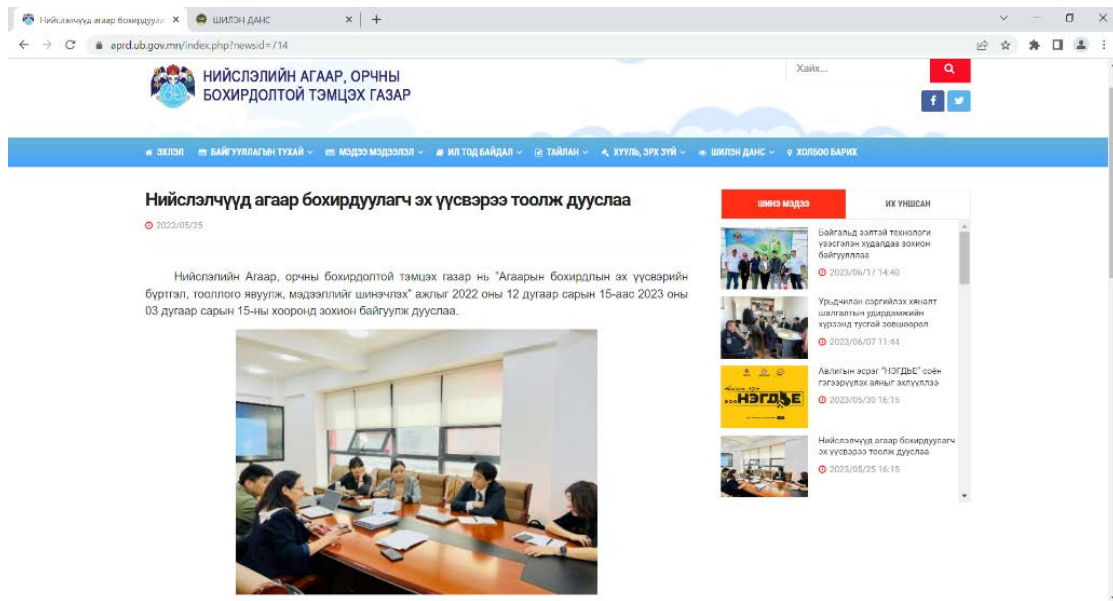 Нийслэлчүүд агаар бохирдуула
ШИЛЭН ДАНС
aprd.ub.gov.mn/index.php?newsid=714
НИЙСЛЭЛИЙН АГААР, ОРЧНЫ
БОХИРДОЛТОЙ ТЭМЦЭХ ГАЗАР
Хайх...
ЭХЛЭЛ БАЙГУУЛЛАГЫН ТУХАЙ МЭДЭЭ МЭДЭЭЛЭЛ ИЛ ТОД БАЙДАЛ ТАЙЛАН ХУУЛЬ, ЭРХ ЗҮЙ ШИЛЭН ДАНС ХОЛБОО БАРИХ
Нийслэлчүүд агаар бохирдуулагч эх үүсвэрээ тоолж дууслаа
2023/05/25
Нийслэлийн Агаар, орчны бохирдолтой тэмцэх газар нь "Агаарын бохирдлын эх үүсвэрийн
бүртгэл, тооллого явуулж, мэдээллийг шинэчлэх" ажлыг 2022 оны 12 дугаар сарын 15-аас 2023 оны
03 дугаар сарын 15-ны хооронд зохион байгуулж дууслаа.
ШИНЭ МЭДЭЭ
ИХ УНШСАН
Байгальд ээлтэй технологи
үзэсгэлэн худалдаа зохион
байгууллаа
2023/06/17 14:40
Урьдчилан сэргийлэх хяналт
шалгалтын удирдамжийн
хүрээнд тусгай зөвшөөрөл
2023/06/07 11:44
Авлигын эсрэг "НЭГДЬЕ" соён
гэгээрүүлэх аяныг эхлүүллээ
2023/05/30 16:15
НЭГДЬЕ
Нийслэлчүүд агаар бохирдуулагч
эх үүсвэрээ тоолж дууслаа
2023/05/25 16:15